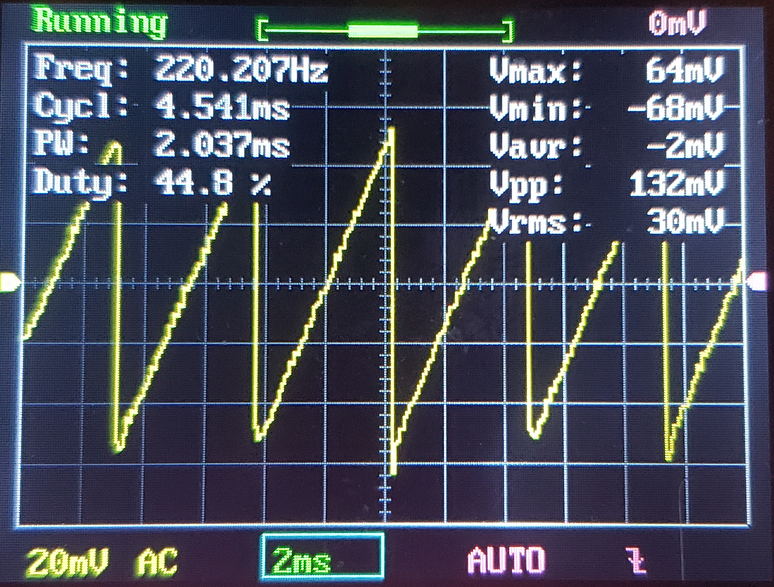 Running 0mV
Freq: 220.207Hz Vmax: 64mV
Cycl: 4.541ms Vmin: -68mV
PW: 2.037ms Vavr: -2mV
Duty: 44.8 % Vpp: 132mV
Vrms: 30mV
20mV AC 2ms AUTO